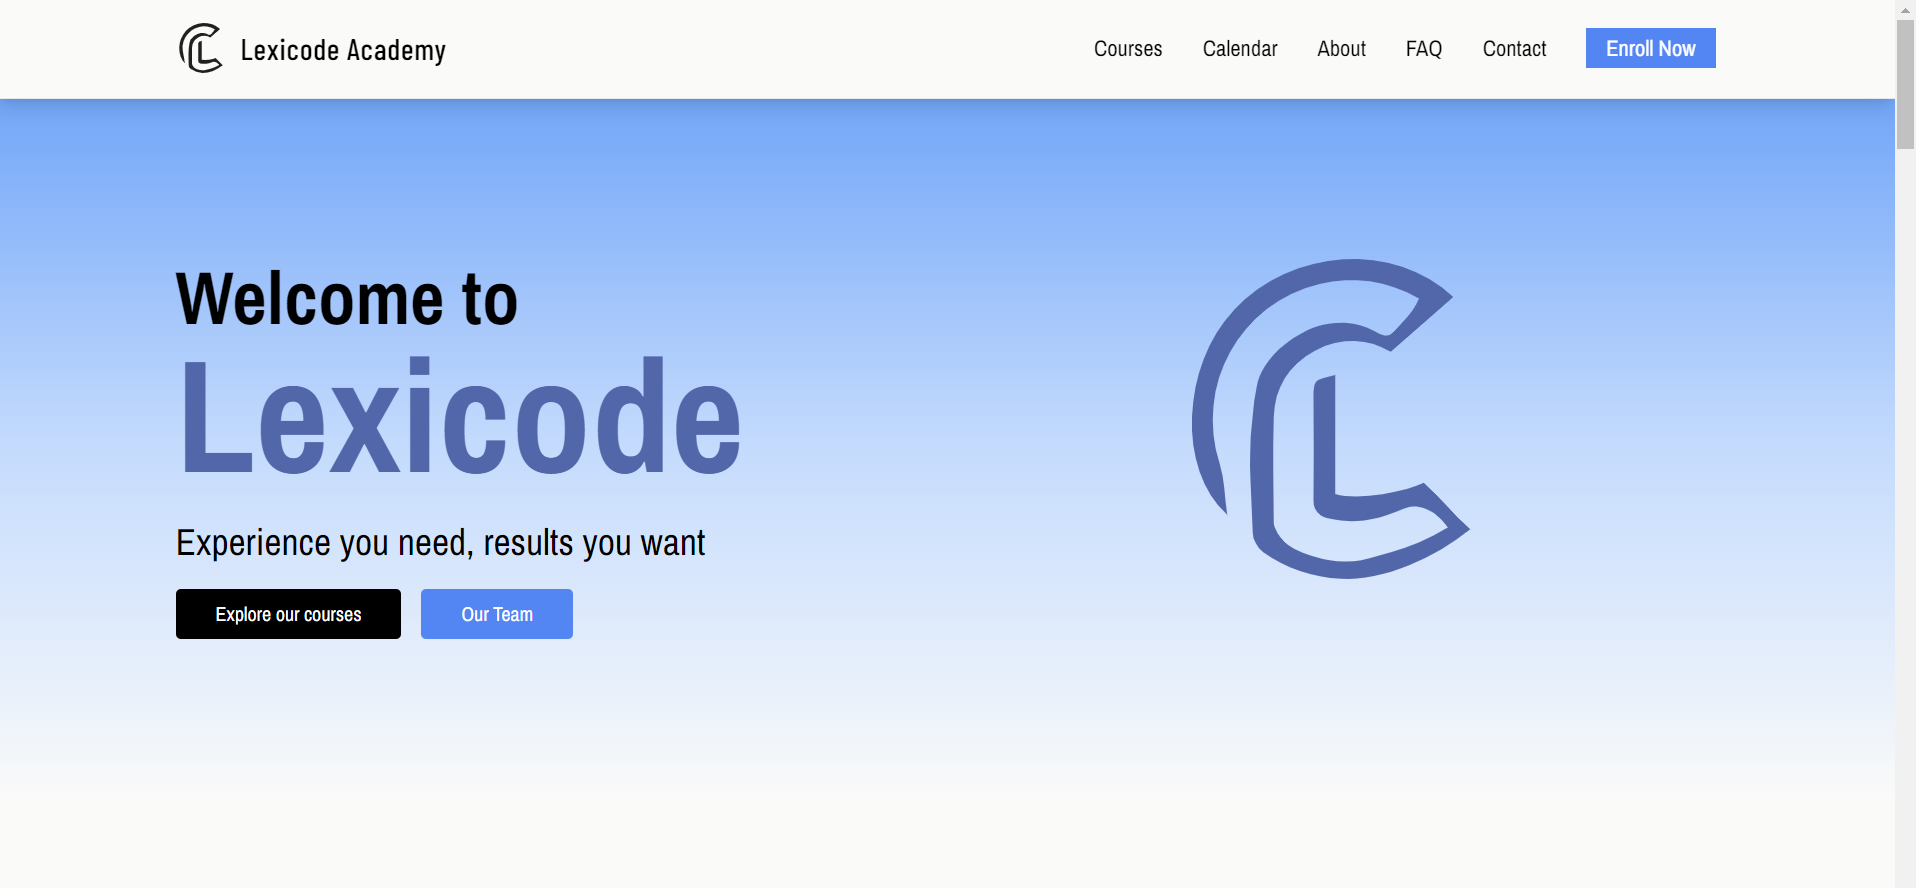 Lexicode Academy
Courses
Calendar
About
FAQ
Contact
Enroll Now
Welcome to
Lexicode
Experience you need, results you want
Explore our courses
Our Team